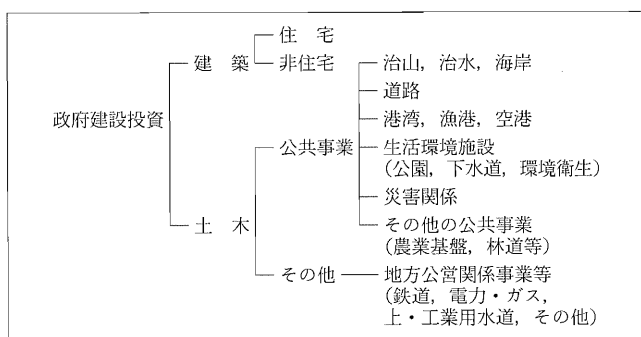 住 宅
建 築
非住宅
治山, 治水, 海岸
道路
政府建設投資
港湾, 漁港, 空港
公共事業
生活環境施設
(公園, 下水道, 環境衛生)
災害関係
土 木
その他の公共事業
(農業基盤, 林道等)
その他
地方公営関係事業等
(鉄道, 電力・ガス,
上・工業用水道, その他)